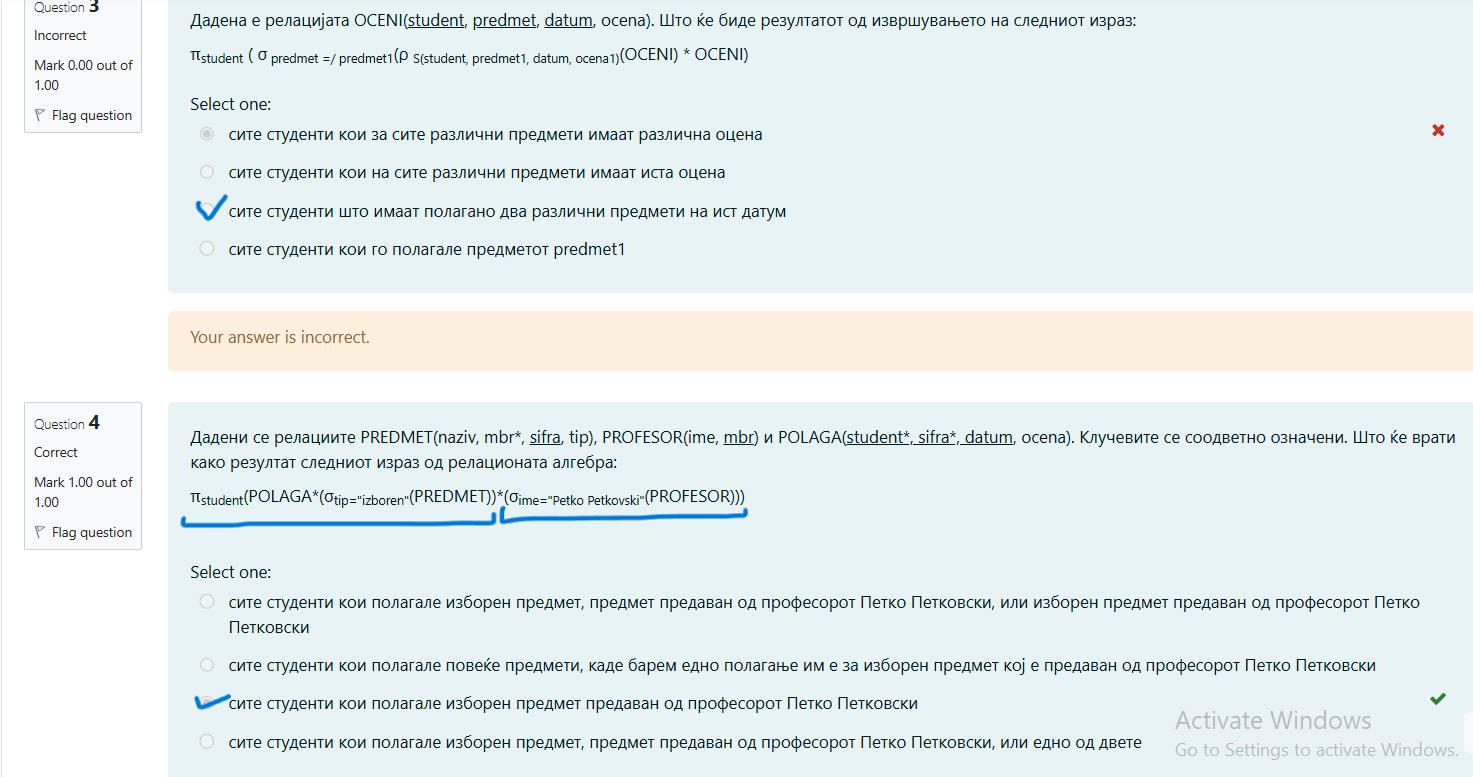 Question 3
Incorrect
Mark 0.00 out of
1.00
Flag question
Дадена е релацијата OCENI(student, predmet, datum, ocena). Што ќе биде резултатот од извршувањето на следниот израз:
πstudent ( σ predmet =/ predmet1(ρ S(student, predmet1, datum, ocena1)(OCENI) * OCENI)
Select one:
сите студенти кои за сите различни предмети имаат различна оцена
сите студенти кои на сите различни предмети имаат иста оцена
сите студенти што имаат полагано два различни предмети на ист датум
сите студенти кои го полагале предметот predmet1
Your answer is incorrect.
Question 4
Correct
Mark 1.00 out of
1.00
Flag question
Дадени се релациите PREDMET(naziv, mbr*, sifra, tip), PROFESOR(ime, mbr) и POLAGA(student*, sifra*, datum, ocena). Клучевите се соодветно означени. Што ќе врати
како резултат следниот израз од релационата алгебра:
πstudent(POLAGA*(σtip="izboren"(PREDMET))*(σime="Petko Petkovski"(PROFESOR)))
Select one:
сите студенти кои полагале изборен предмет, предмет предаван од професорот Петко Петковски, или изборен предмет предаван од професорот Петко
Петковски
сите студенти кои полагале повеќе предмети, каде барем едно полагање им е за изборен предмет кој е предаван од професорот Петко Петковски
сите студенти кои полагале изборен предмет предаван од професорот Петко Петковски
сите студенти кои полагале изборен предмет, предмет предаван од професорот Петко Петковски, или едно од двете
Activate Windows
Go to Settings to activate Windows.